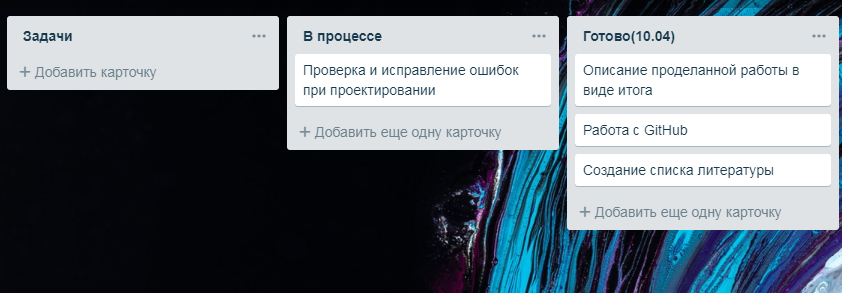 Задачи
+ Добавить карточку
В процессе
Проверка и исправление ошибок
при проектировании
+ Добавить еще одну карточку
Готово(10.04)
Описание проделанной работы в
виде итога
Работа с GitHub
Создание списка литературы
+ Добавить еще одну карточку